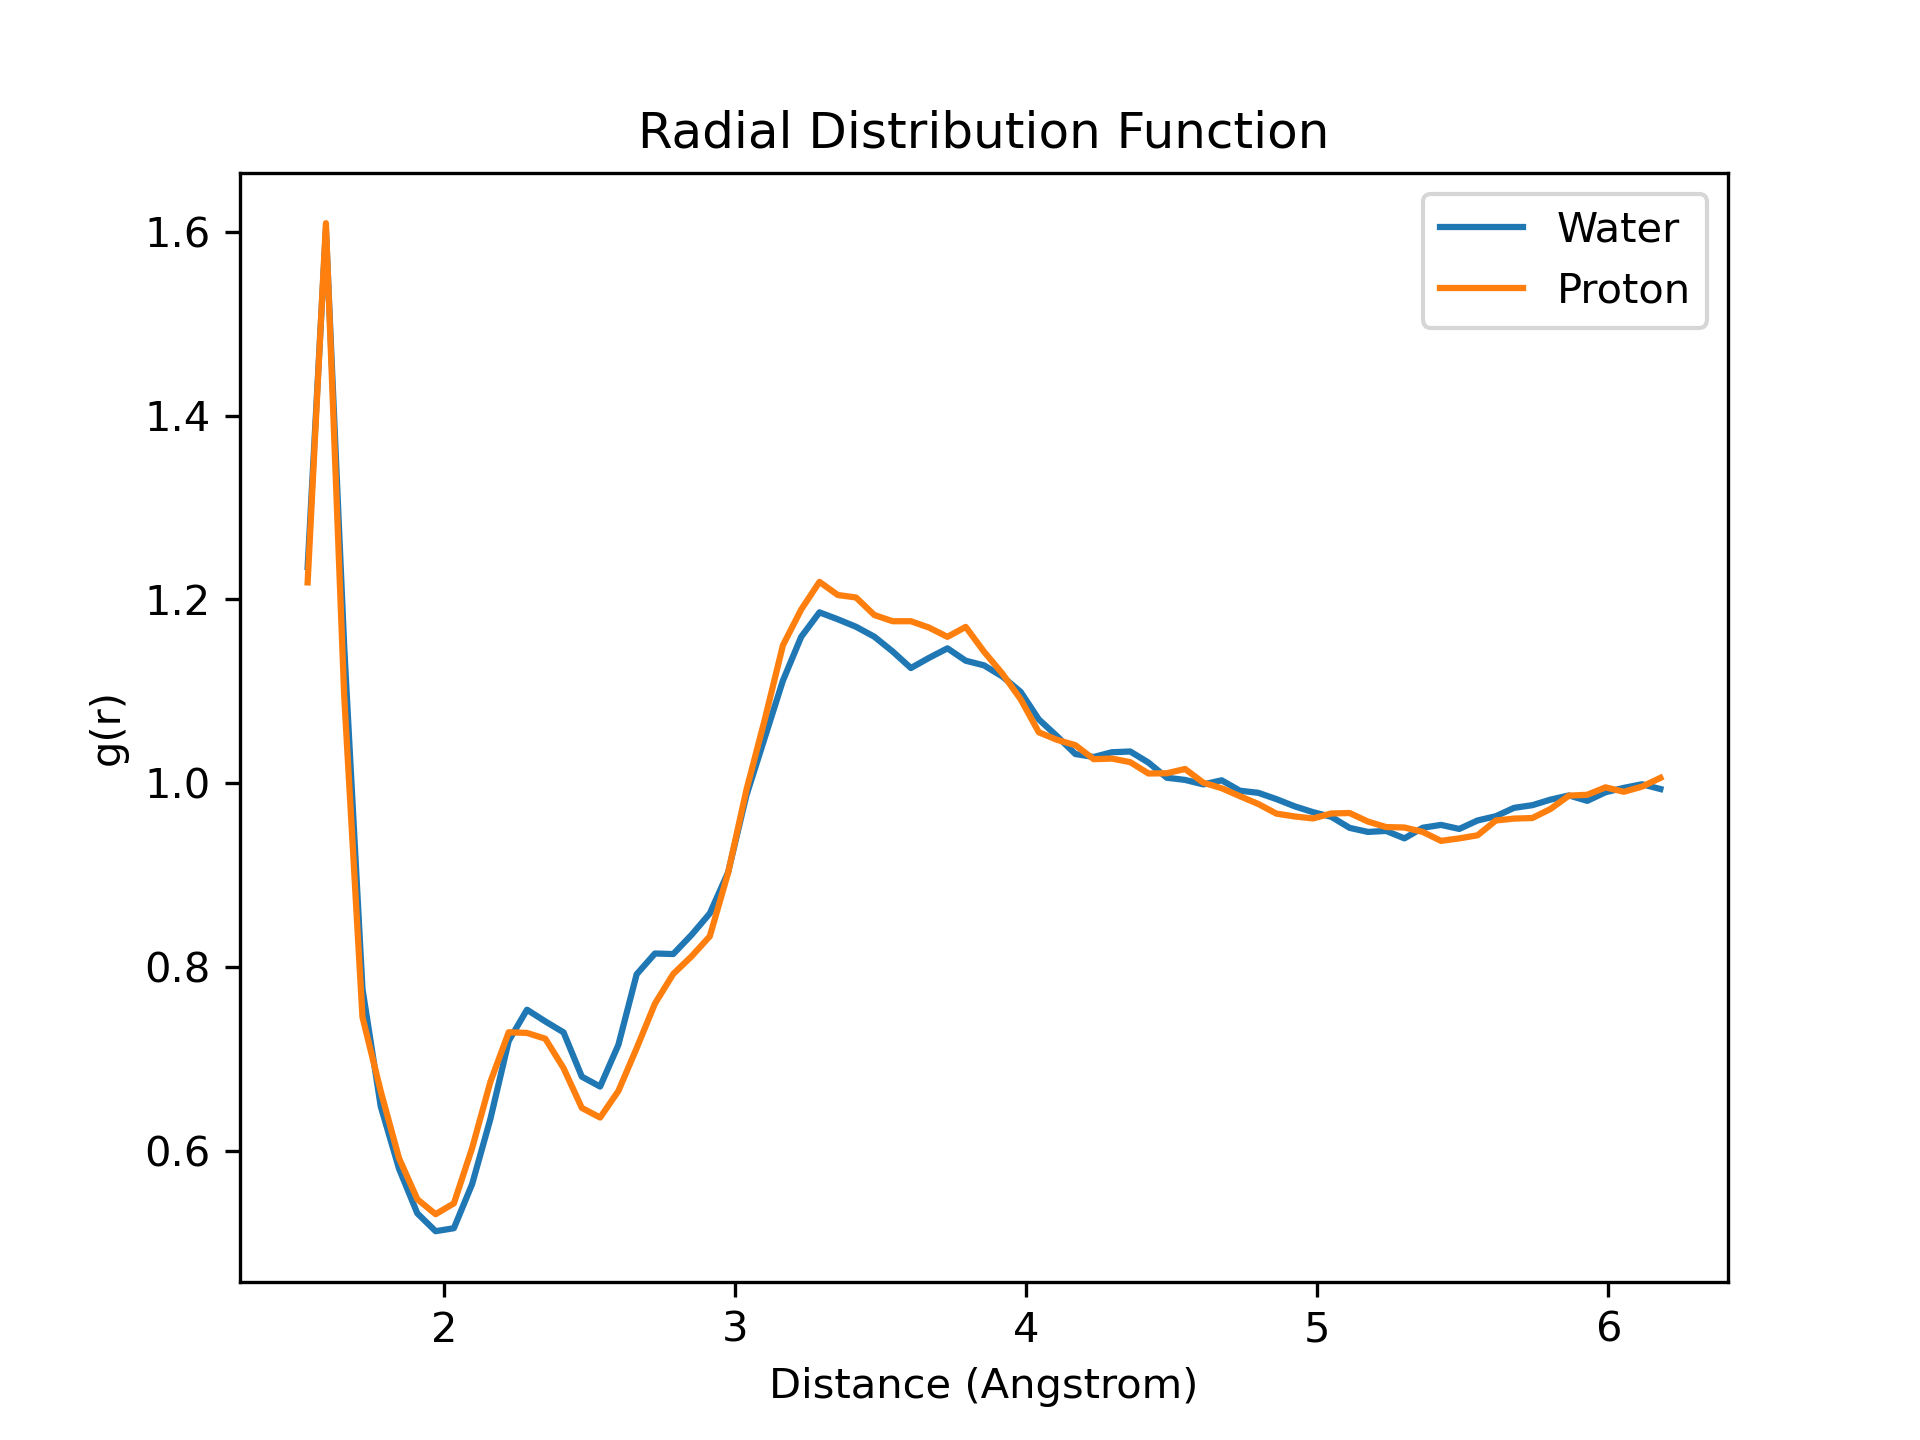 Radial Distribution Function
Water
Proton
1.6
1.4
1.2
1.0
0.8
0.6
g(r)
2 3 4 5 6
Distance (Angstrom)